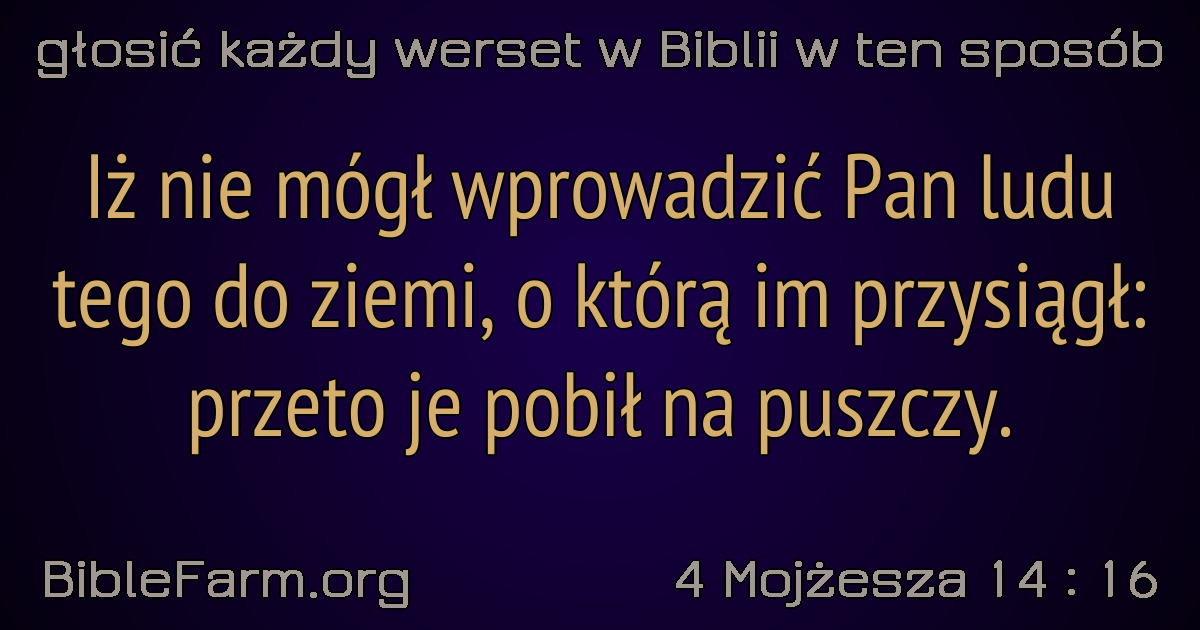 głosić każdy werset w Biblii w ten sposób
Iż nie mógł wprowadzić Pan ludu
tego do ziemi, o którą im przysiągł:
przeto je pobił na puszczy.
BibleFarm.org
4 Mojżesza 14 : 16